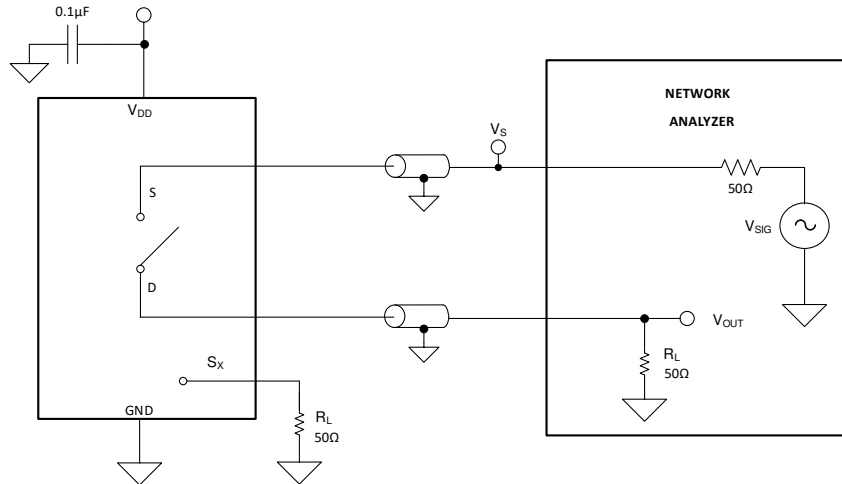 0.1µF
VDD
S
D
SX
GND
RL
50Ω
VS
NETWORK
ANALYZER
50Ω
VSIG
VOUT
RL
50Ω